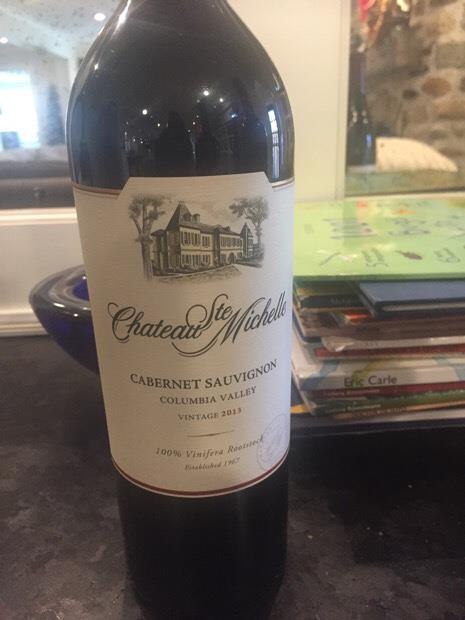 Chateau Ste Michelle
CABERNET SAUVIGNON
COLUMBIA VALLEY
VINTAGE 2013
100% Vinifera Rootstock
Established 1967
Eric Carle